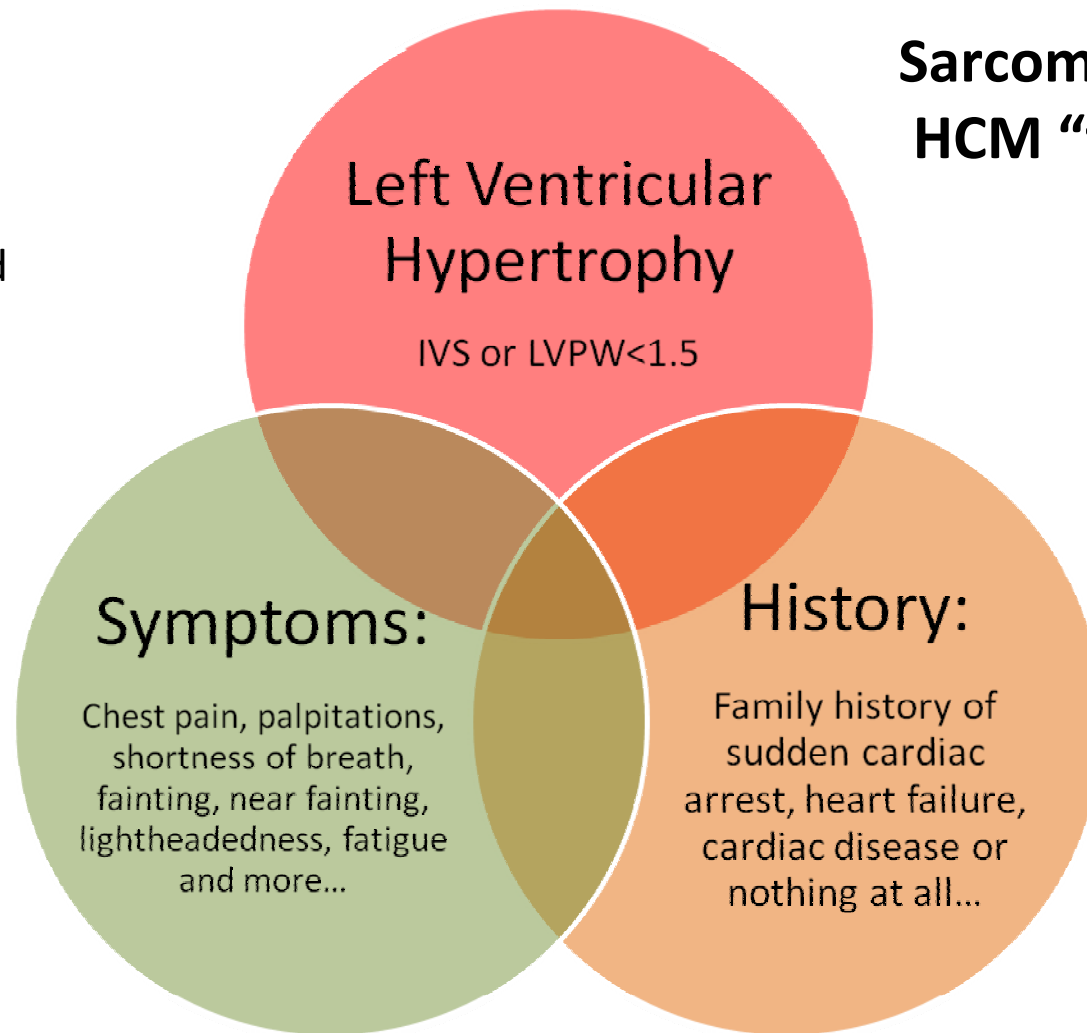 Sarcom
HCM “
Left Ventricular
Hypertrophy
IVS or LVPW<1.5
Symptoms:
Chest pain, palpitations,
shortness of breath,
fainting, near fainting,
lightheadedness, fatigue
and more...
History:
Family history of
sudden cardiac
arrest, heart failure,
cardiac disease or
nothing at all...